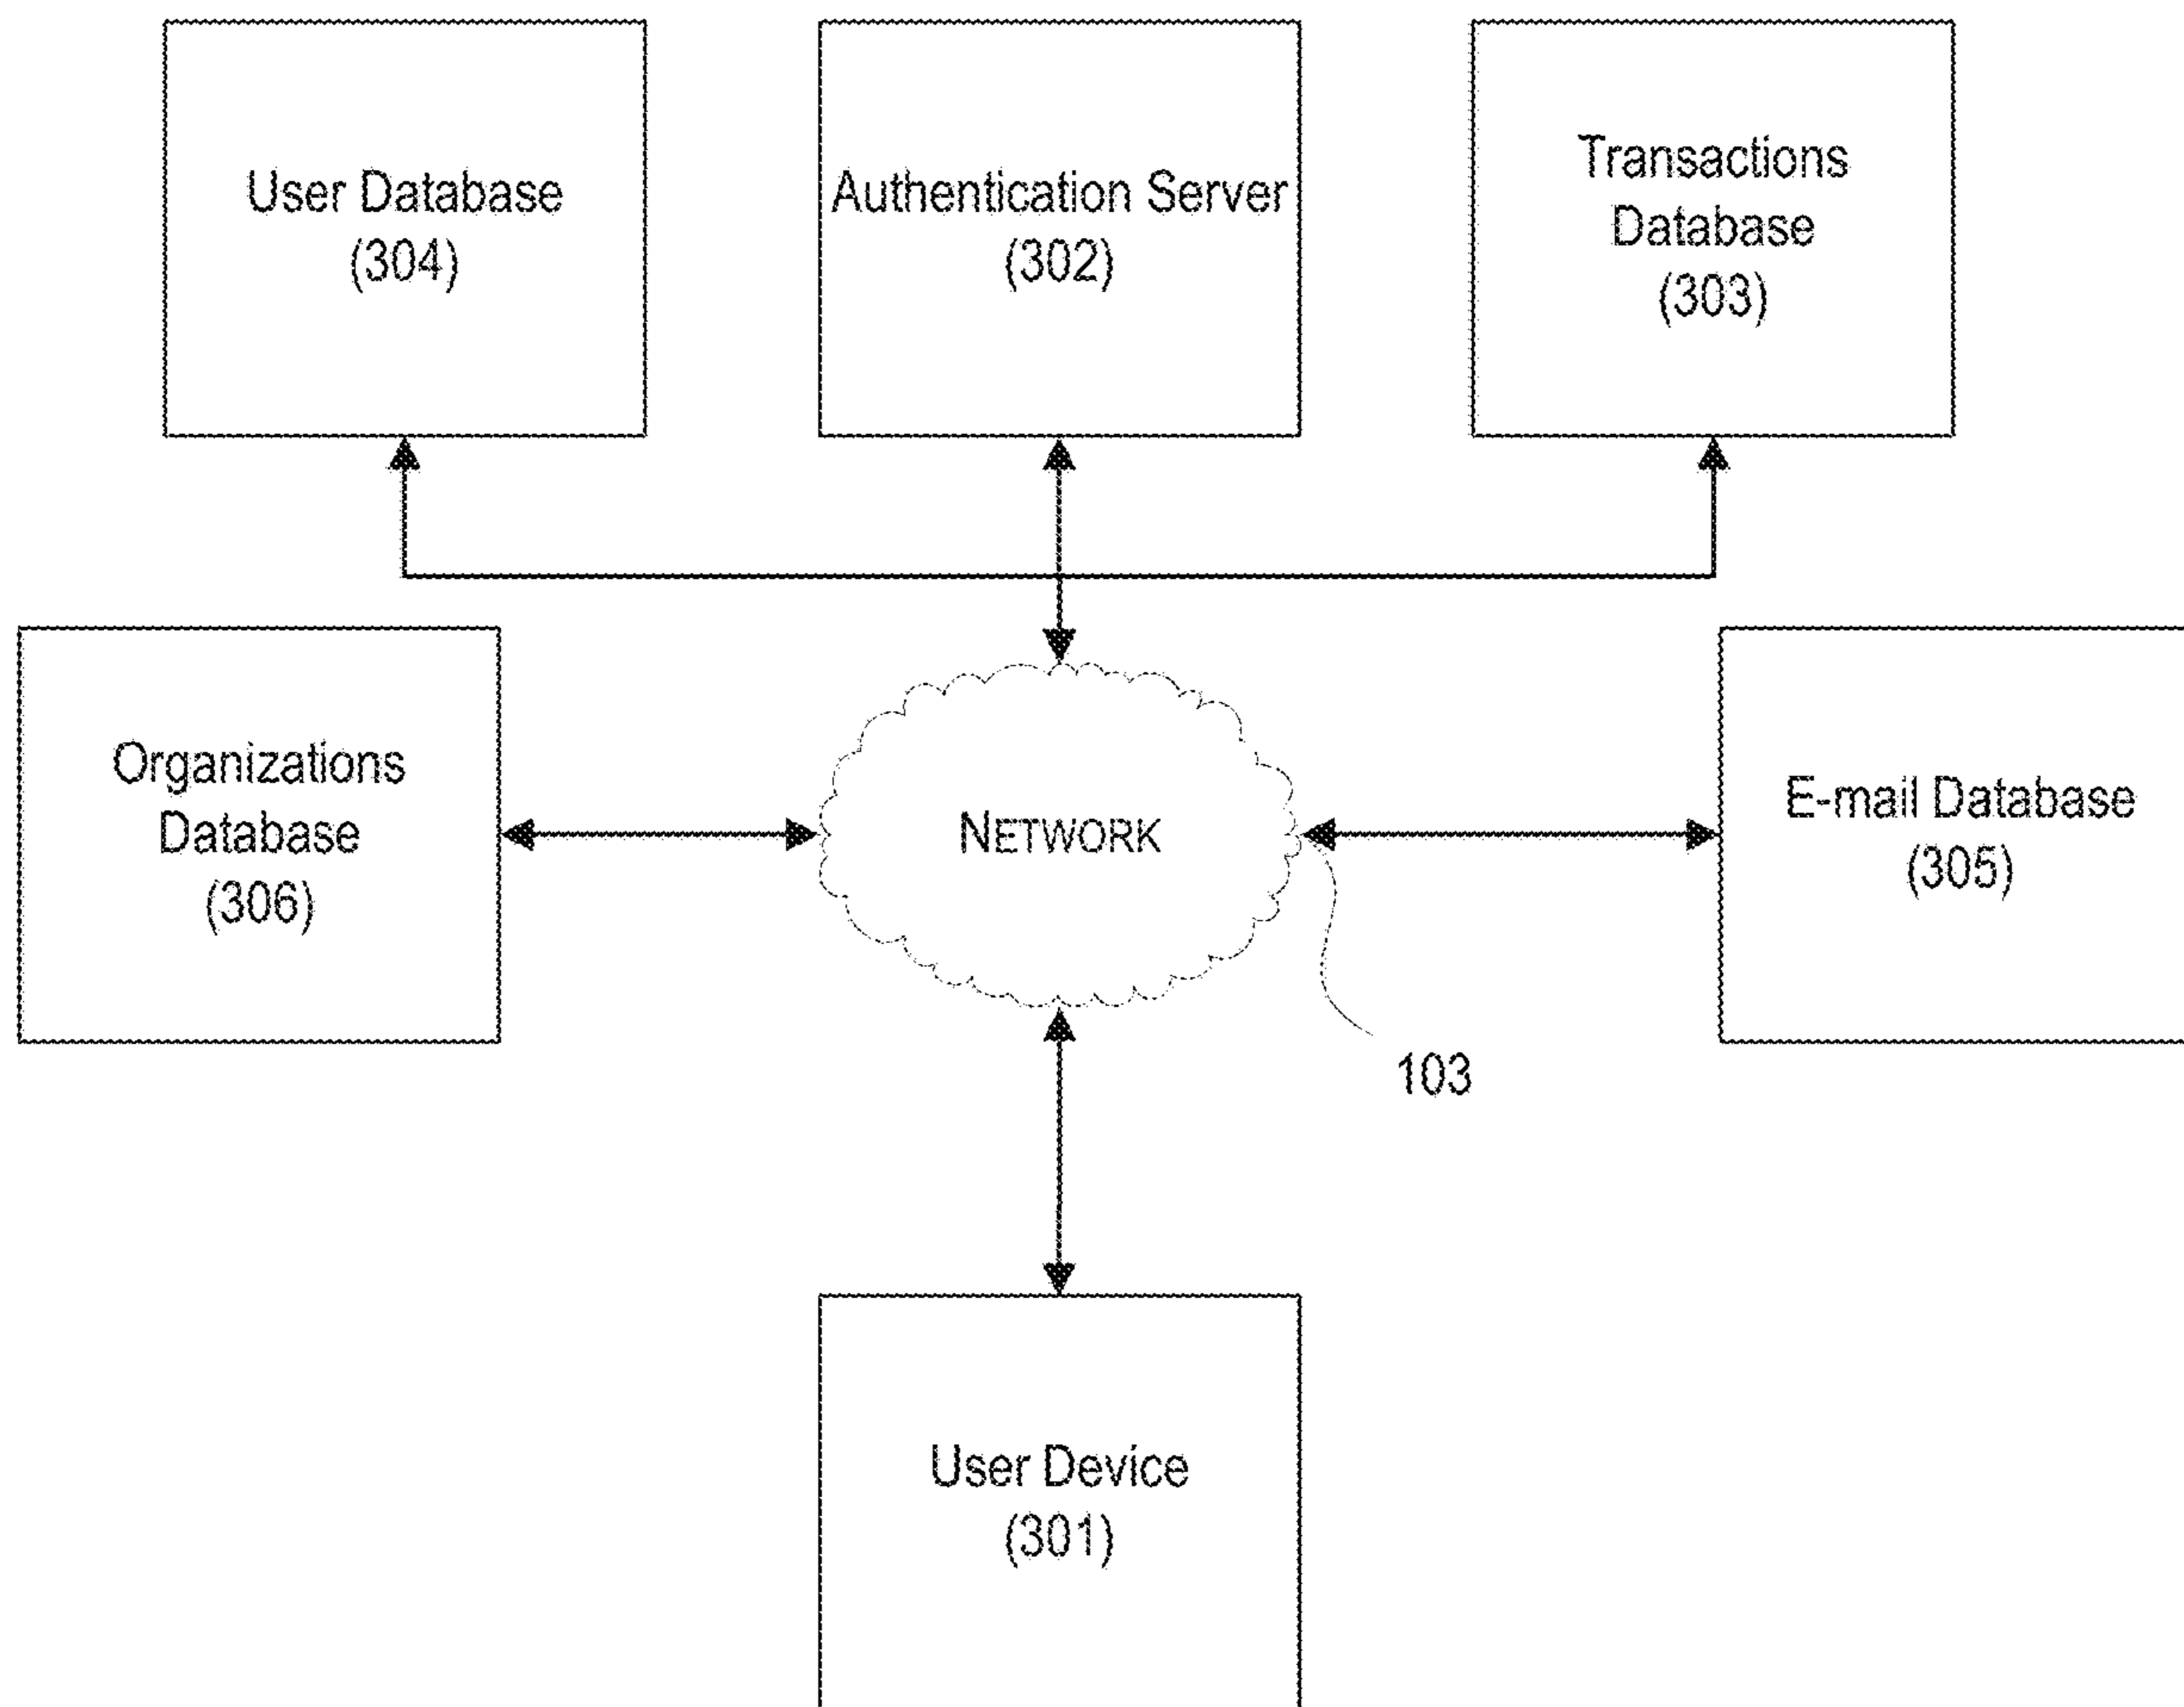 User Database
(304)
Authentication Server
(302)
Transactions
Database
(303)
Organizations
Database
(306)
NETWORK
E-mail Database
(305)
103
User Device
(301)